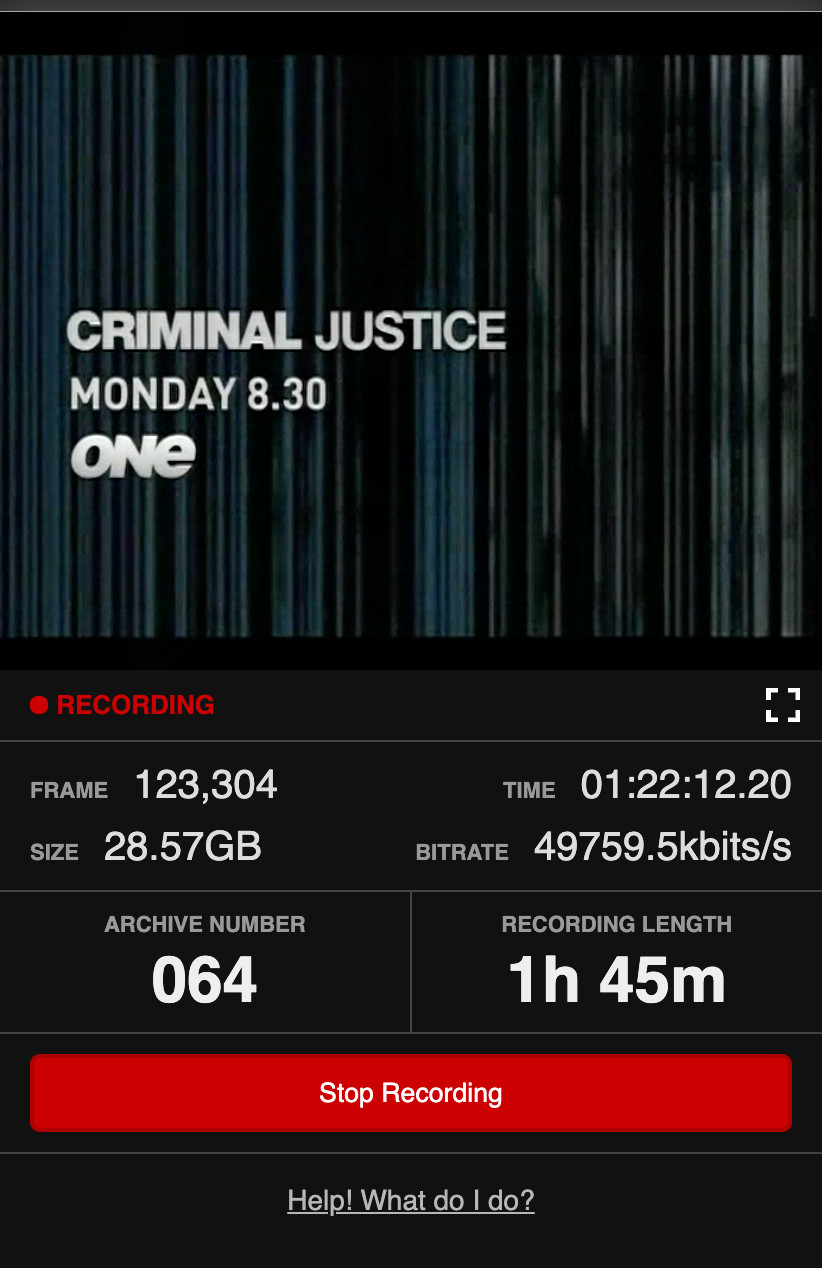 CRIMINAL JUSTICE
MONDAY 8.30
ONe
RECORDING
FRAME 123,304
TIME 01:22:12.20
SIZE 28.57GB
BITRATE 49759.5kbits/s
ARCHIVE NUMBER
064
RECORDING LENGTH
1h 45m
Stop Recording
Help! What do I do?